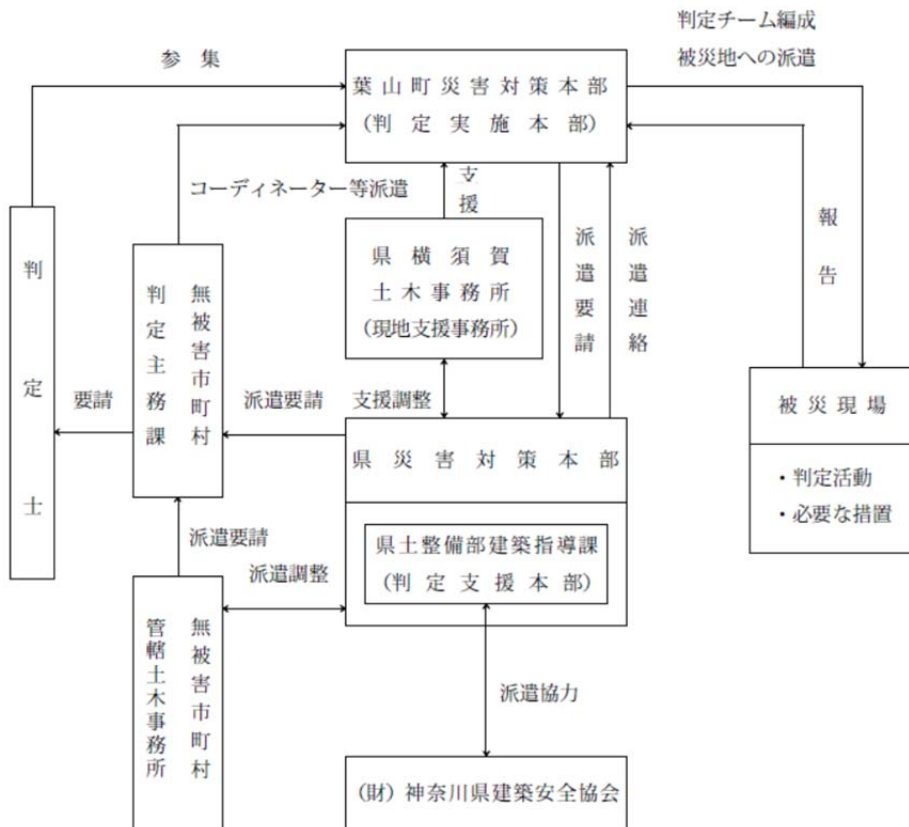 判定チーム編成
被災地への派遣
参集
葉山町災害対策本部
(判定実施本部)
コーディネーター等派遣
支援
県横須賀
土木事務所
(現地支援事務所)
派遣要請
派遣連絡
報告
判定士
無被害市町村
判定主務課
要請
派遣要請
支援調整
県災害対策本部
被災現場
・判定活動
・必要な措置
県土整備部建築指導課
(判定支援本部)
派遣要請
派遣調整
無被害市町村
管轄土木事務所
派遣協力
(財)神奈川県建築安全協会